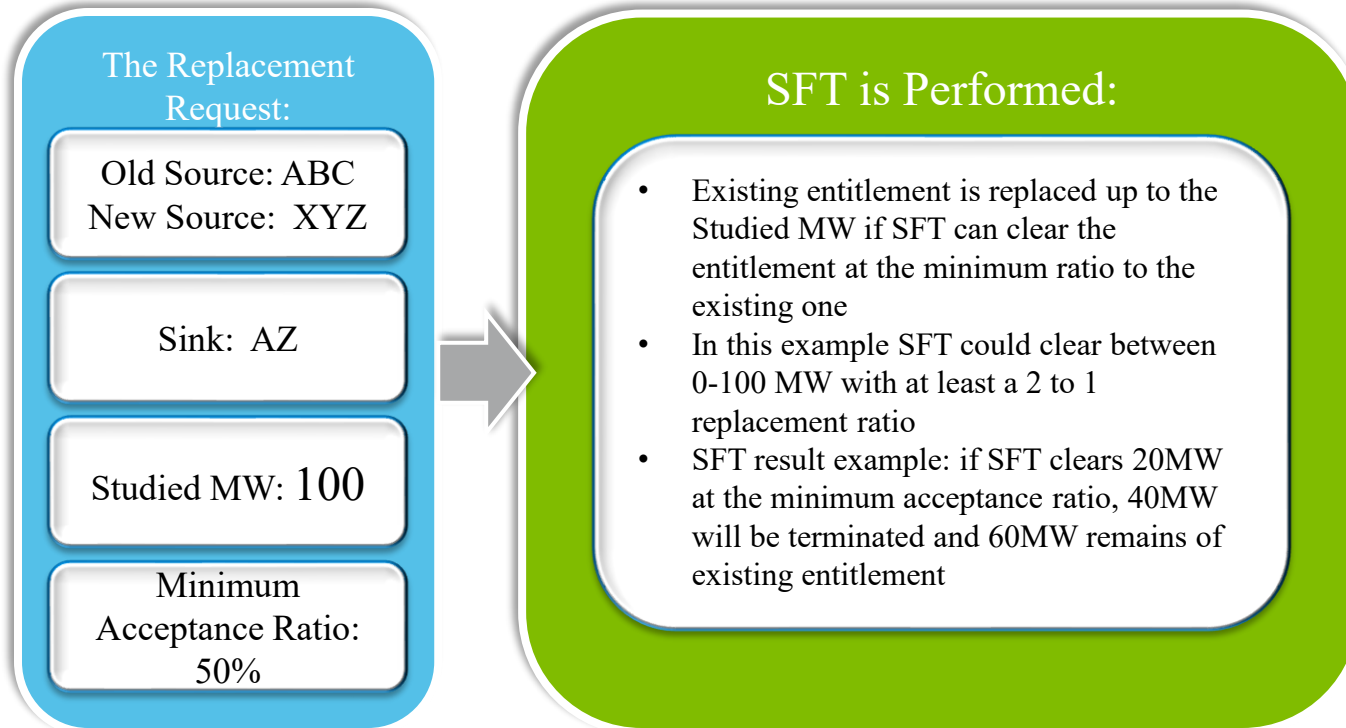 The Replacement
Request:
Old Source: ABC
New Source:  XYZ
Sink:  AZ
Studied MW: 100
Minimum
Acceptance Ratio:
50%
SFT is Performed:
• Existing entitlement is replaced up to the
Studied MW if SFT can clear the
entitlement at the minimum ratio to the
existing one
• In this example SFT could clear between
0-100 MW with at least a 2 to 1
replacement ratio
• SFT result example: if SFT clears 20MW
at the minimum acceptance ratio, 40MW
will be terminated and 60MW remains of
existing entitlement